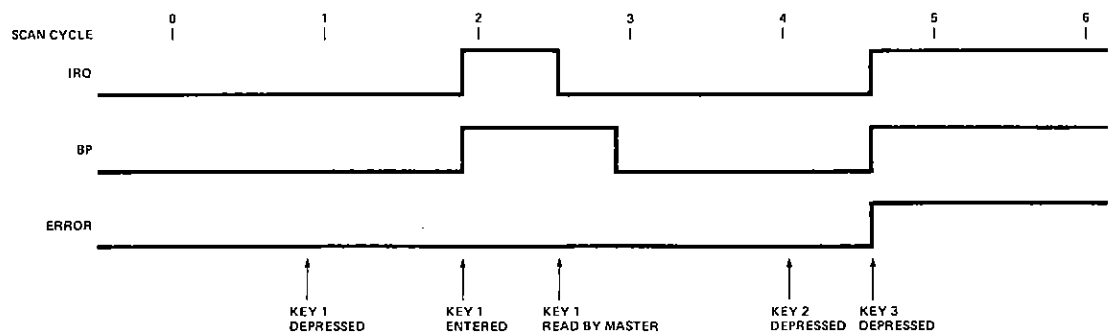 0 1 2 3 4 5 6
SCAN CYCLE
IRQ
BP
ERROR
KEY 1 KEY 1 KEY 1 KEY 2 KEY 3
DEPRESSED ENTERED READ BY MASTER DEPRESSED DEPRESSED